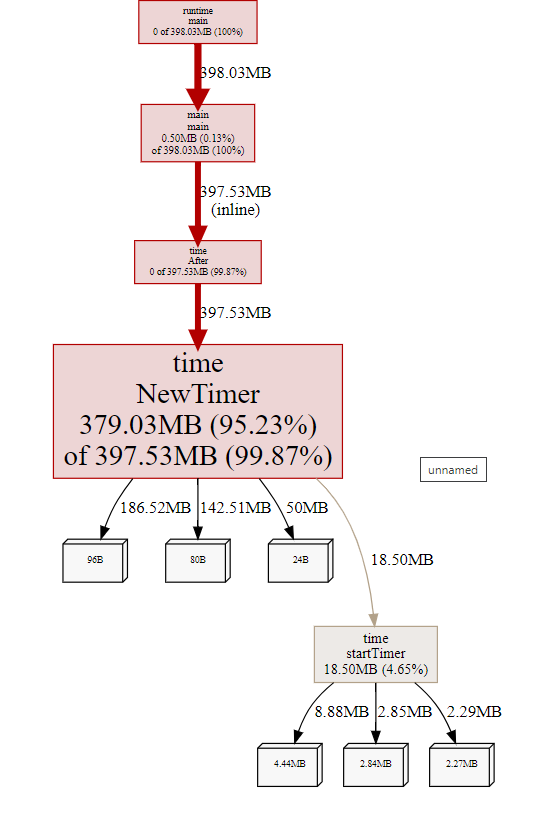 runtime
main
0 of 398.03MB (100%)
398.03MB
main
main
0.50MB (0.13%)
of 398.03MB (100%)
397.53MB
(inline)
time
After
0 of 397.53MB (99.87%)
397.53MB
time
NewTimer
379.03MB (95.23%)
of 397.53MB (99.87%)
unnamed
186.52MB
142.51MB
50MB
96B
80B
24B
18.50MB
time
startTimer
18.50MB (4.65%)
8.88MB
2.85MB
2.29MB
4.44MB
2.84MB
2.27MB